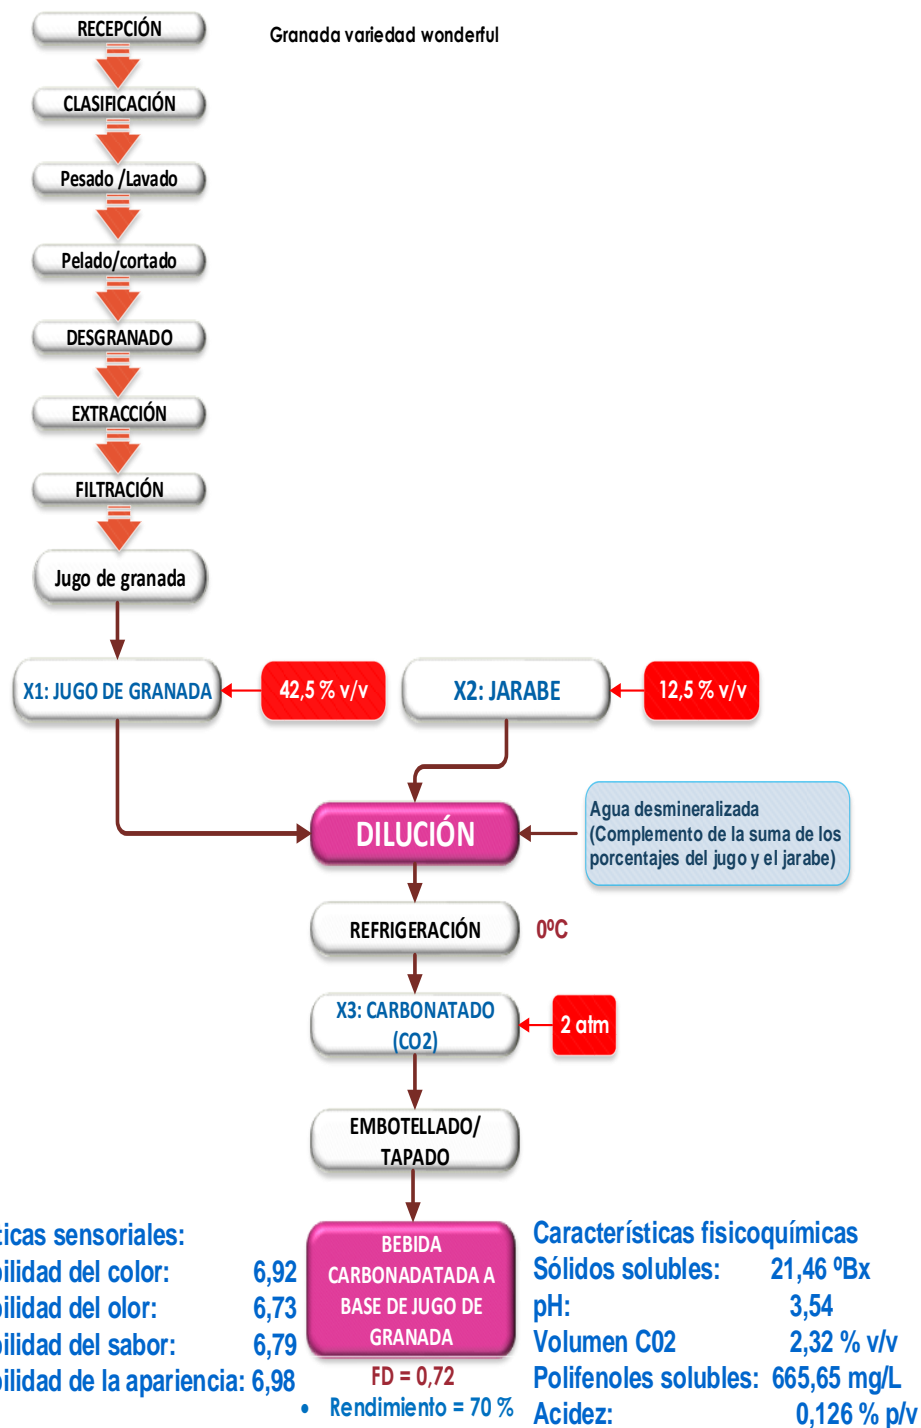 RECEPCIÓN
Granada variedad wonderful
CLASIFICACIÓN
Pesado /Lavado
Pelado/cortado
DESGRANADO
EXTRACCIÓN
FILTRACIÓN
Jugo de granada
X1: JUGO DE GRANADA
42,5 % v/v
X2: JARABE
12,5 % v/v
DILUCIÓN
Agua desmineralizada
(Complemento de la suma de los
porcentajes del jugo y el jarabe)
REFRIGERACIÓN
0ºC
X3: CARBONATADO
(CO2)
2 atm
EMBOTELLADO/
TAPADO
ticas sensoriales:
bilidad del color: 6,92
bilidad del olor: 6,73
bilidad del sabor: 6,79
bilidad de la apariencia: 6,98
BEBIDA
CARBONADATADA A
BASE DE JUGO DE
GRANADA
FD = 0,72
• Rendimiento = 70 %
Características fisicoquímicas
Sólidos solubles: 21,46 ºBx
pH: 3,54
Volumen C02 2,32 % v/v
Polifenoles solubles: 665,65 mg/L
Acidez: 0,126 % p/v